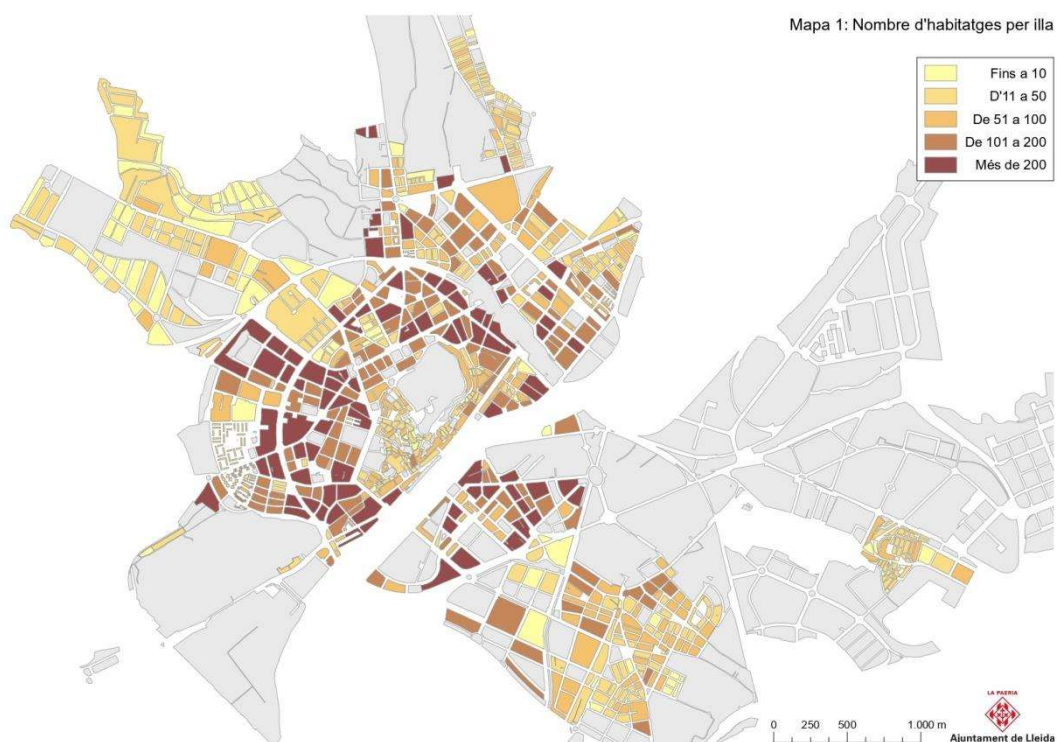 Mapa 1: Nombre d'habitatges per illa
Fins a 10
D'11 a 50
De 51 a 100
De 101 a 200
Més de 200
LA PAERIA
Ajuntament de Lleida
0 250 500 1.000 m